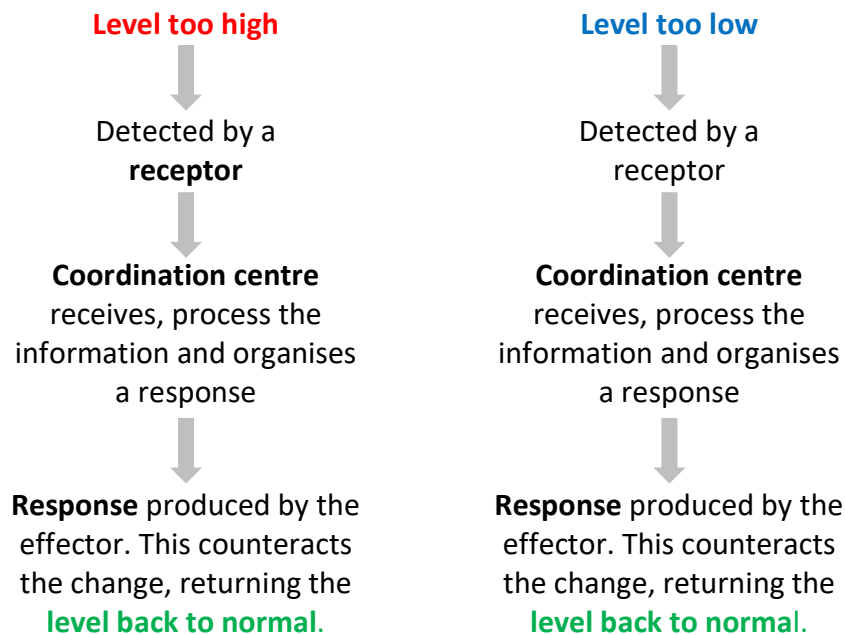 Level too high
Detected by a
receptor
Coordination centre
receives, process the
information and organises
a response
Response produced by the
effector. This counteracts
the change, returning the
level back to normal.
Level too low
Detected by a
receptor
Coordination centre
receives, process the
information and organises
a response
Response produced by the
effector. This counteracts
the change, returning the
level back to normal.